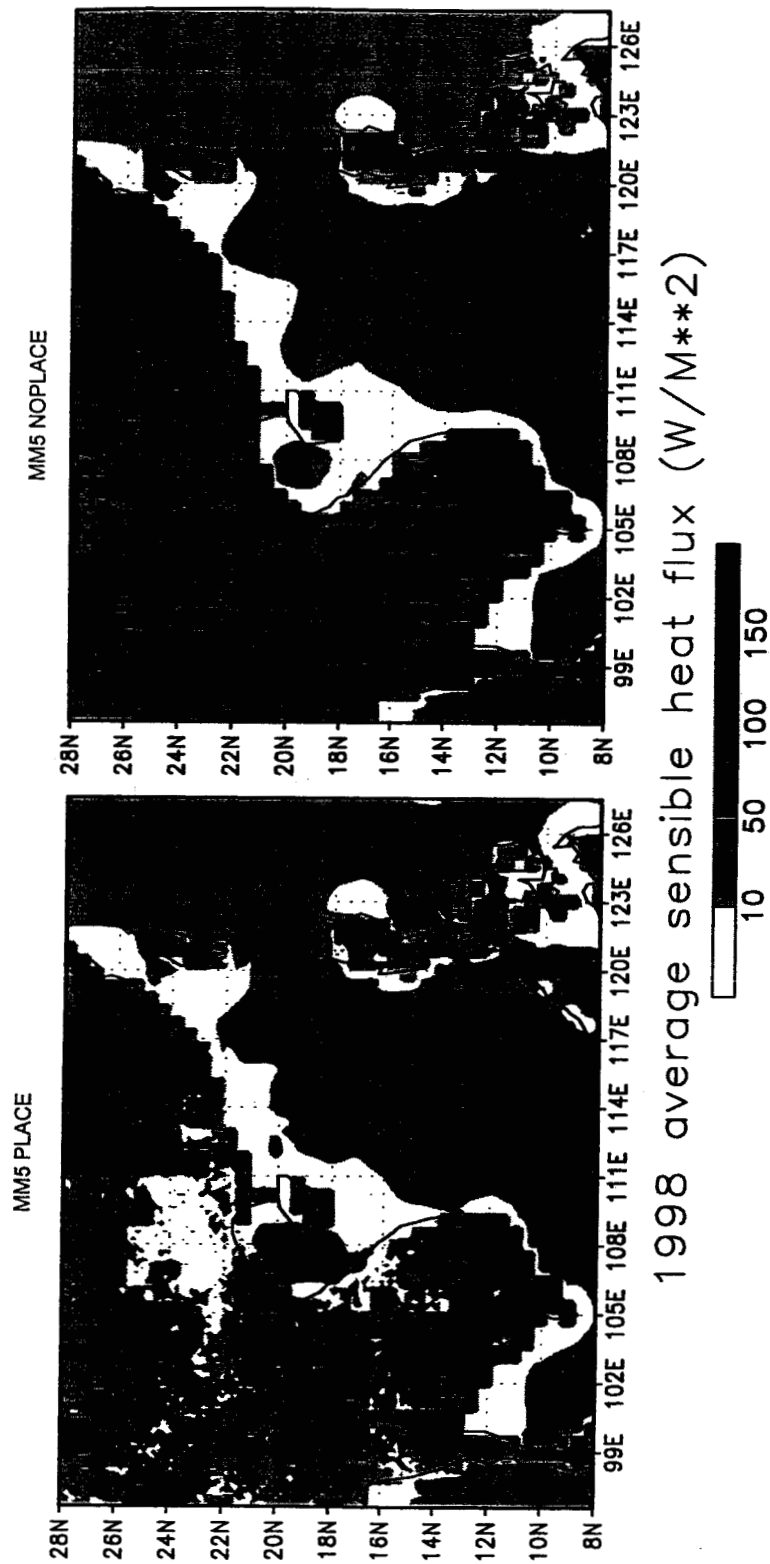 MM5 PLACE
28N
26N
24N
22N
20N
18N
16N
14N
12N
10N
8N
99E 102E 105E 108E 111E 114E 117E 120E 123E 126E
MM5 NOPLACE
28N
26N
24N
22N
20N
18N
16N
14N
12N
10N
8N
99E 102E 105E 108E 111E 114E 117E 120E 123E 126E
1998 average sensible heat flux (W/M**2)
10 50 100 150